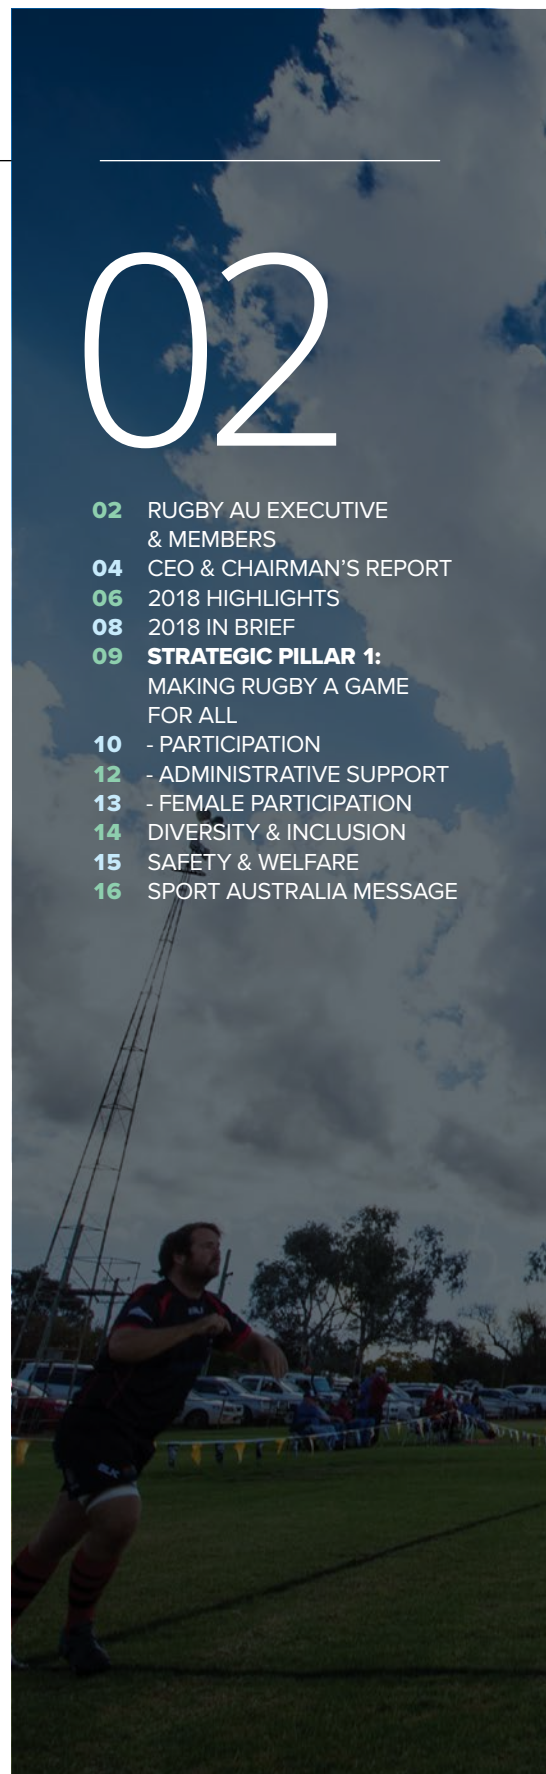 02
02 RUGBY AU EXECUTIVE
& MEMBERS
04 CEO & CHAIRMAN'S REPORT
06 2018 HIGHLIGHTS
08 2018 IN BRIEF
09 STRATEGIC PILLAR 1:
MAKING RUGBY A GAME
FOR ALL
10 - PARTICIPATION
12 - ADMINISTRATIVE SUPPORT
13 - FEMALE PARTICIPATION
14 DIVERSITY & INCLUSION
15 SAFETY & WELFARE
16 SPORT AUSTRALIA MESSAGE
BLK